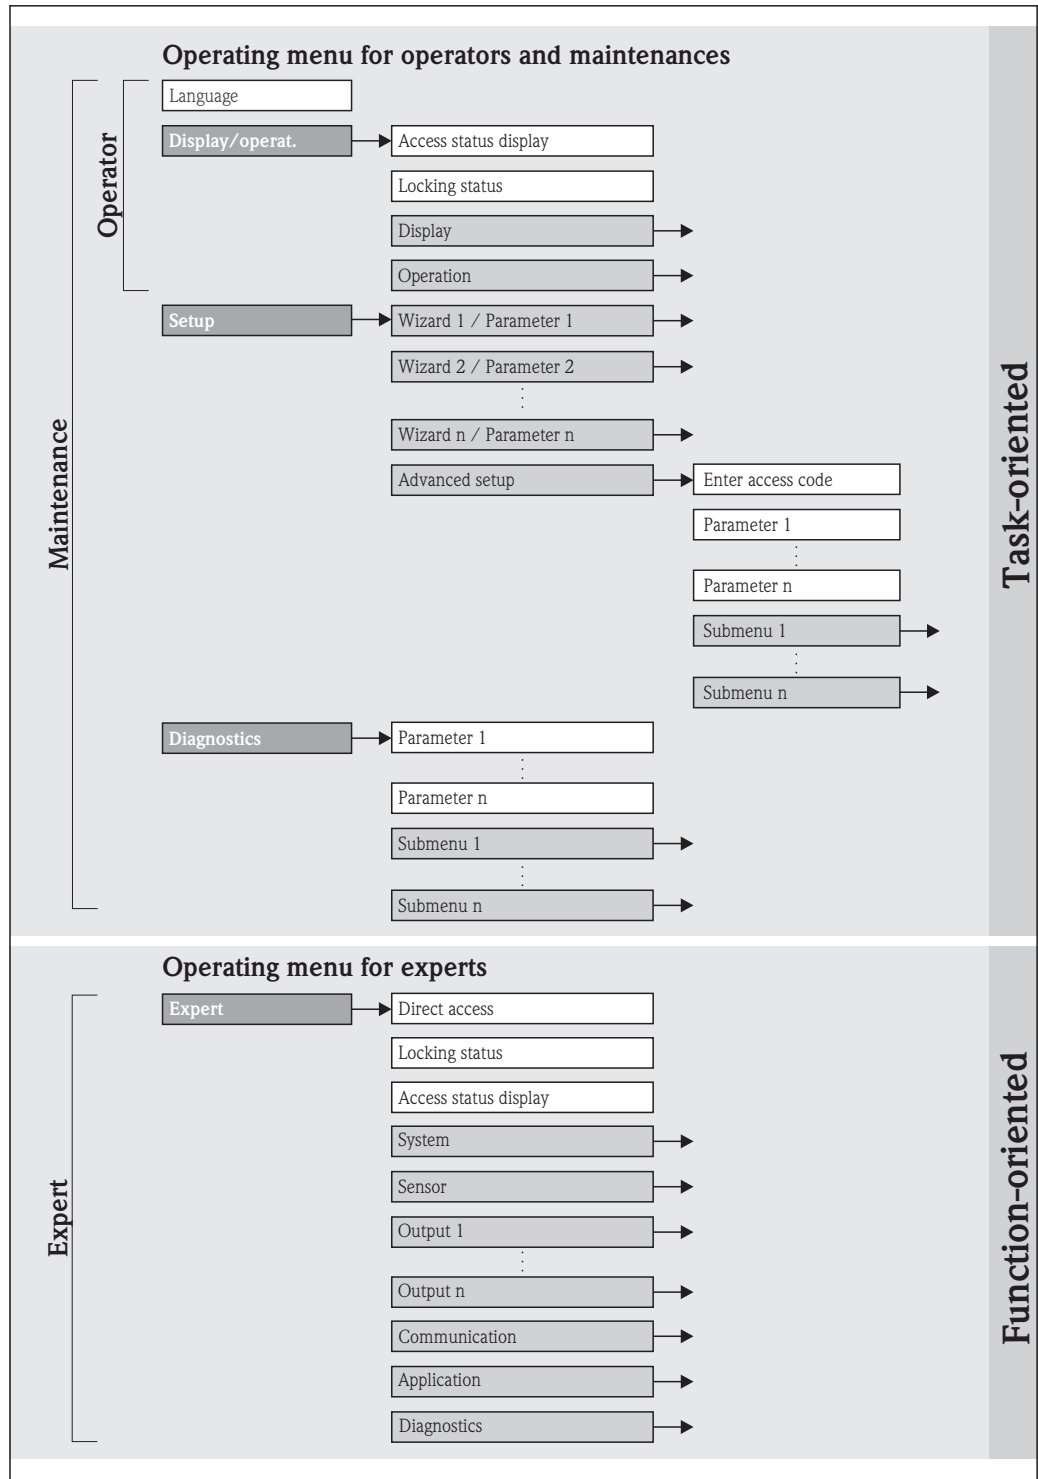 Operating menu for operators and maintenances
Language
Display/operat.
Access status display
Locking status
Display
Operation
Operator
Setup
Wizard 1 / Parameter 1
Wizard 2 / Parameter 2
Wizard n / Parameter n
Advanced setup
Enter access code
Parameter 1
Parameter n
Submenu 1
Submenu n
Maintenance
Task-oriented
Diagnostics
Parameter 1
Parameter n
Submenu 1
Submenu n
Operating menu for experts
Expert
Direct access
Locking status
Access status display
System
Sensor
Output 1
Output n
Communication
Application
Diagnostics
Expert
Function-oriented